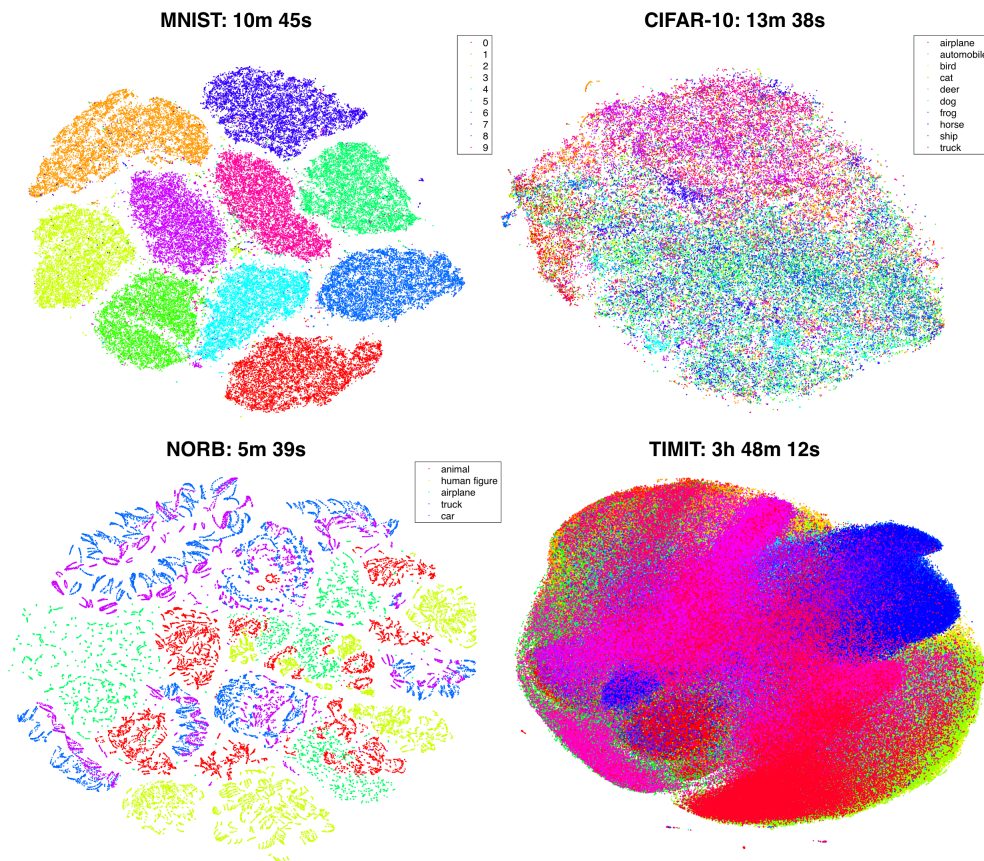 MNIST: 10m 45s
0
1
2
3
4
5
6
7
8
9
CIFAR-10: 13m 38s
airplane
automobile
bird
cat
deer
dog
frog
horse
ship
truck
NORB: 5m 39s
animal
human figure
airplane
truck
car
TIMIT: 3h 48m 12s